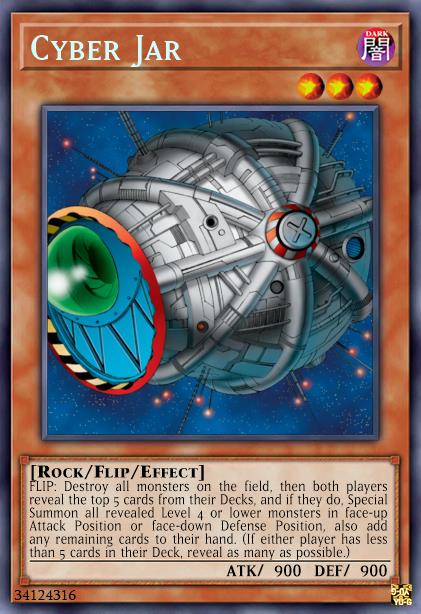 Cyber Jar
DARK
闇
[Rock/Flip/Effect]
FLIP: Destroy all monsters on the field, then both players
reveal the top 5 cards from their Decks, and if they do, Special
Summon all revealed Level 4 or lower monsters in face-up
Attack Position or face-down Defense Position, also add
any remaining cards to their hand. (If either player has less
than 5 cards in their Deck, reveal as many as possible.)
ATK/ 900 DEF/ 900
34124316